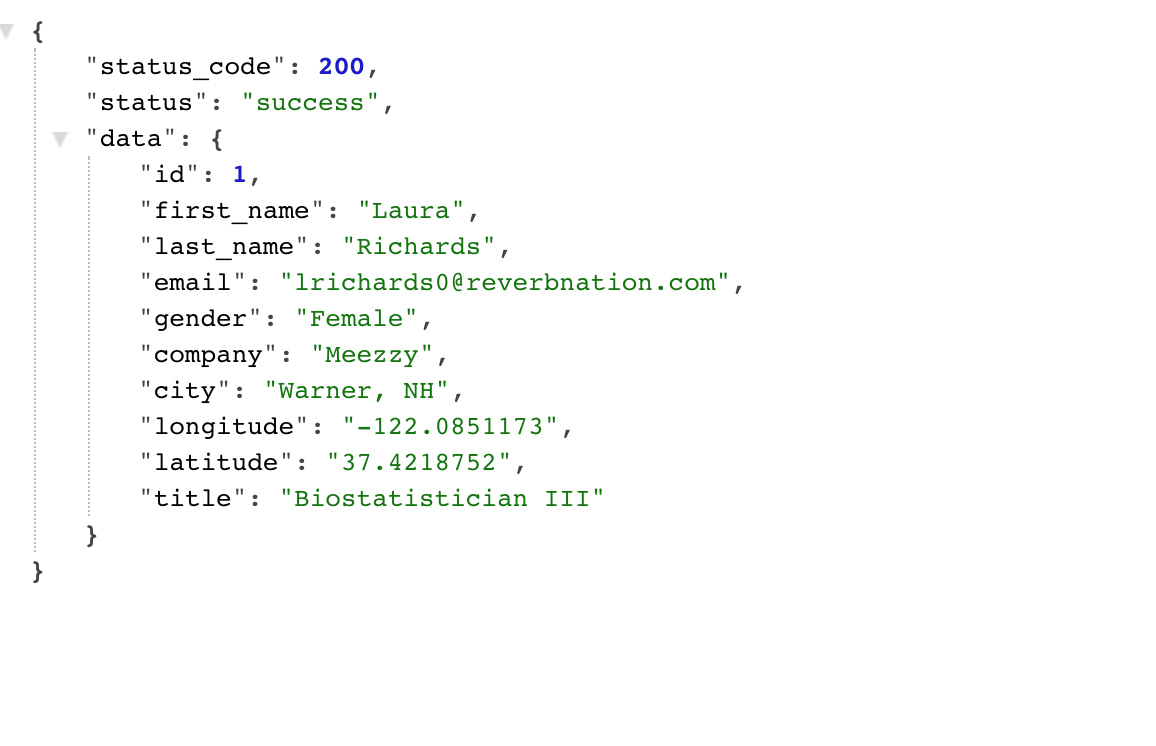 {
"status_code": 200,
"status": "success",
"data": {
"id": 1,
"first_name": "Laura",
"last_name": "Richards",
"email": "lrichards0@reverbnation.com",
"gender": "Female",
"company": "Meezzy",
"city": "Warner, NH",
"longitude": "-122.0851173",
"latitude": "37.4218752",
"title": "Biostatistician III"
}
}